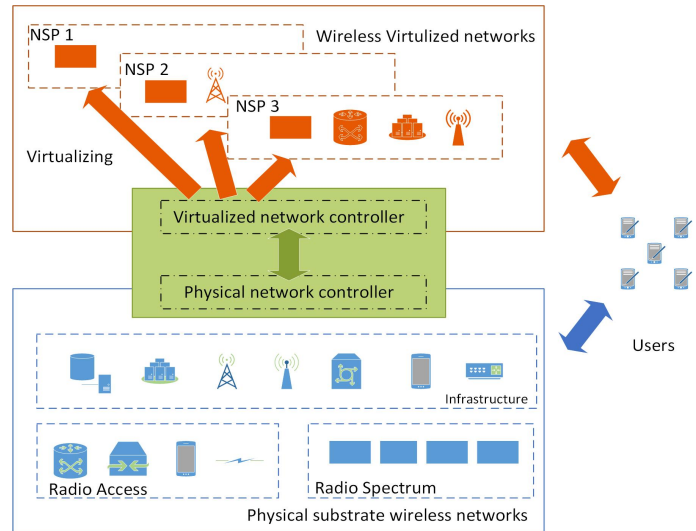 NSP 1
Wireless Virtulized networks
NSP 2
NSP 3
Virtualizing
Virtualized network controller
Physical network controller
Users
Infrastructure
Radio Access
Radio Spectrum
Physical substrate wireless networks